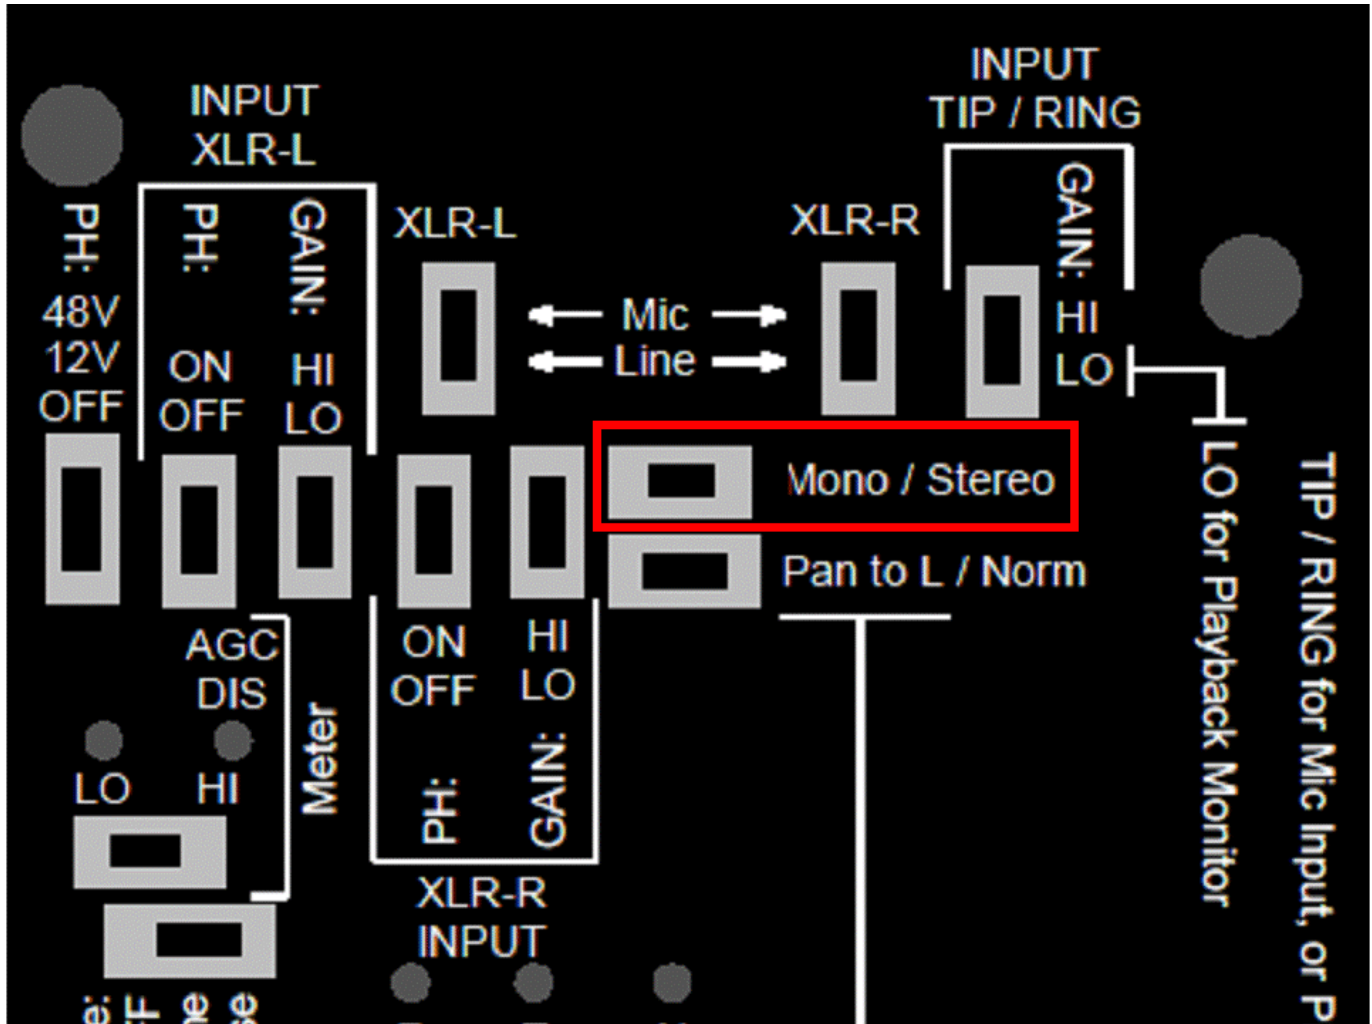 INPUT
XLR-L
PH:
48V
12V
OFF
PH:
ON
OFF
GAIN:
HI
LO
XLR-L
Mic
Line
XLR-R
INPUT
TIP / RING
GAIN:
HI
LO
Mono / Stereo
Pan to L / Norm
LO for Playback Monitor
TIP / RING for Mic Input, or P
AGC
DIS
LO HI
Meter
ON
OFF
PH:
HI
LO
GAIN:
XLR-R
INPUT